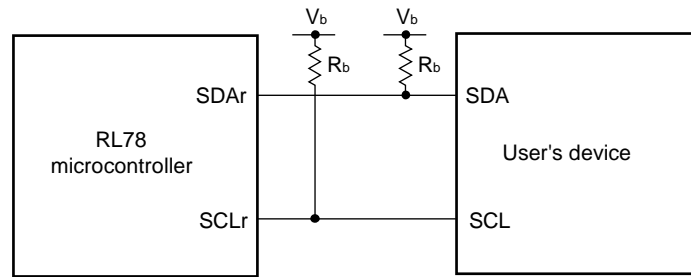 Vb Vb
Rb Rb
SDAr SDA
RL78
microcontroller
User's device
SCLr SCL